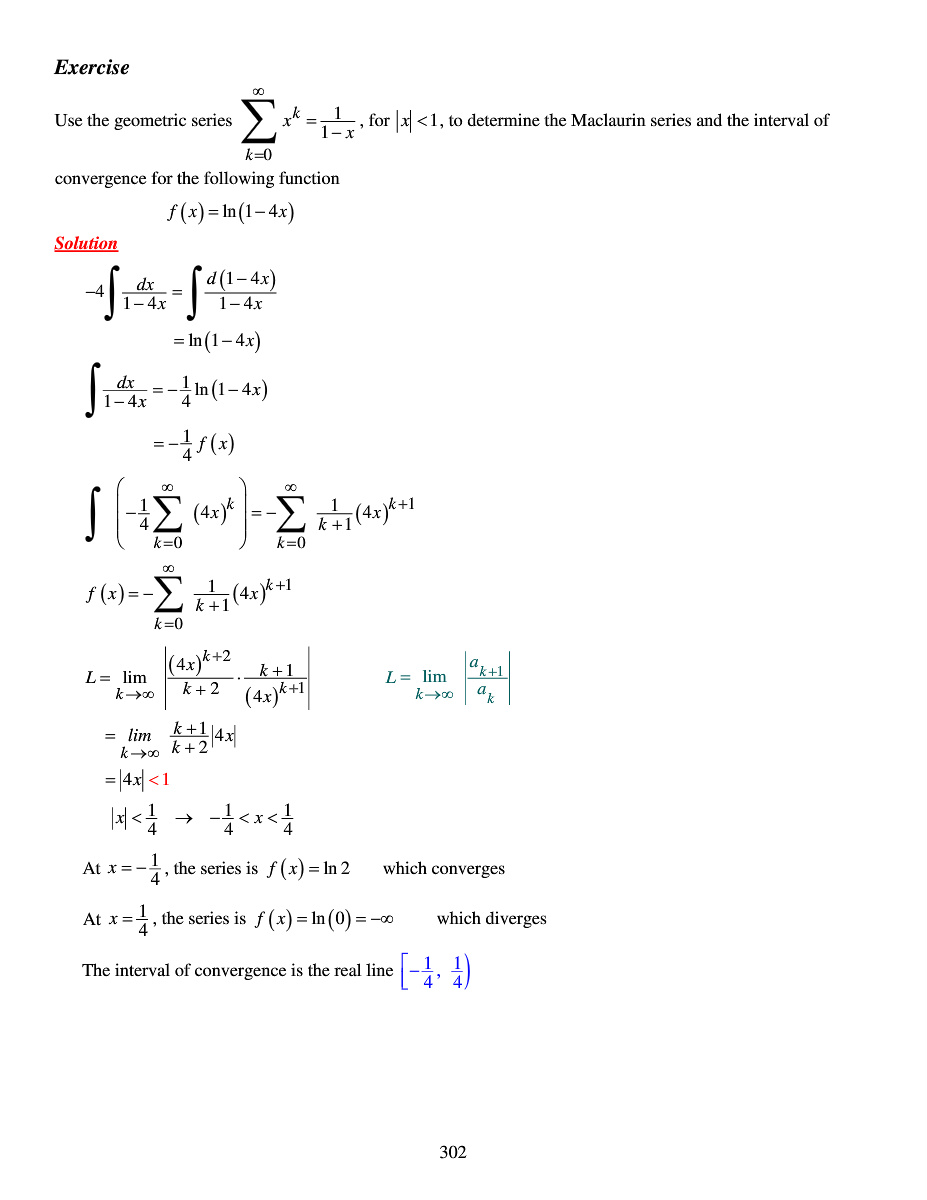 Exercise
Use the geometric series $\sum_{k=0}^{\infty} x^k = \frac{1}{1-x}$, for $|x| < 1$, to determine the Maclaurin series and the interval of
convergence for the following function
$f(x) = \ln(1-4x)$
Solution
$-4\int \frac{dx}{1-4x} = \int \frac{d(1-4x)}{1-4x}$
$= \ln(1-4x)$
$\int \frac{dx}{1-4x} = -\frac{1}{4}\ln(1-4x)$
$= -\frac{1}{4} f(x)$
$\int \left( -\frac{1}{4} \sum_{k=0}^{\infty} (4x)^k \right) = -\sum_{k=0}^{\infty} \frac{1}{k+1}(4x)^{k+1}$
$f(x) = -\sum_{k=0}^{\infty} \frac{1}{k+1}(4x)^{k+1}$
$L = \lim_{k\to\infty} \left| \frac{(4x)^{k+2}}{k+2} \cdot \frac{k+1}{(4x)^{k+1}} \right|$ $L = \lim_{k\to\infty} \left| \frac{a_{k+1}}{a_k} \right|$
$= \lim_{k\to\infty} \frac{k+1}{k+2} |4x|$
$= |4x| < 1$
$|x| < \frac{1}{4} \to -\frac{1}{4} < x < \frac{1}{4}$
At $x = -\frac{1}{4}$, the series is $f(x) = \ln 2$ which converges
At $x = \frac{1}{4}$, the series is $f(x) = \ln(0) = -\infty$ which diverges
The interval of convergence is the real line $\left[-\frac{1}{4}, \frac{1}{4}\right)$
302